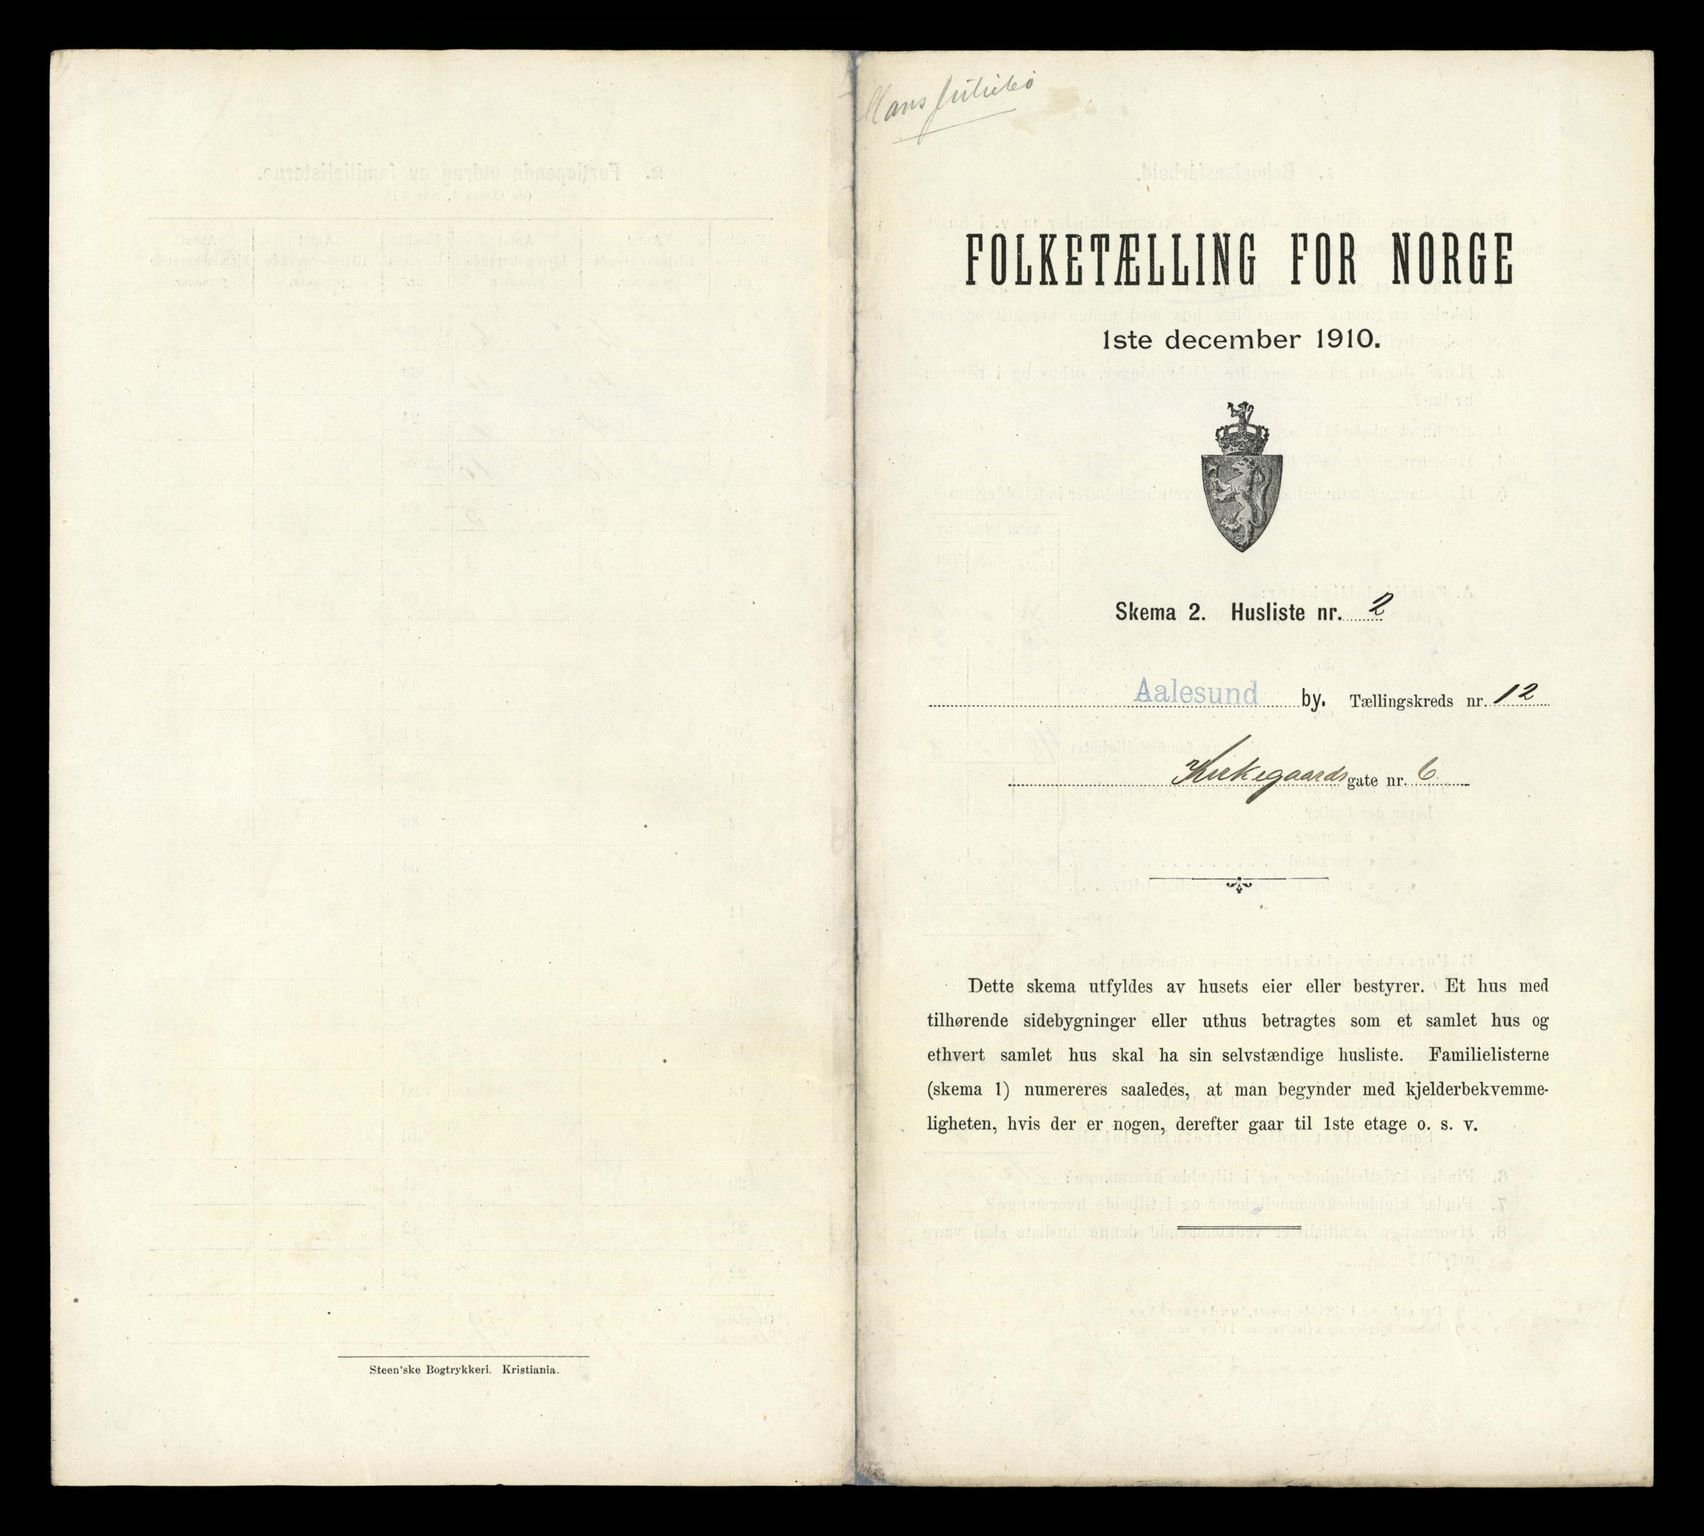 Hans
FOLKETÆLLING FOR NORGE
1ste december 1910.
Skema 2. Husliste nr. 2
Aalesund by. Tællingskreds nr. 12
Kirkegaards gate nr. 6
Dette skema utfyldes av husets eier eller bestyrer. Et hus med
tilhørende sidebygninger eller uthus betragtes som et samlet hus og
ethvert samlet hus skal ha sin selvstændige husliste. Familielisterne
(skema 1) numereres saaledes, at man begynder med kjelderbekvemme-
ligheten, hvis der er nogen, derefter gaar til 1ste etage o. s. v.
Steen'ske Bogtrykkeri. Kristiania.